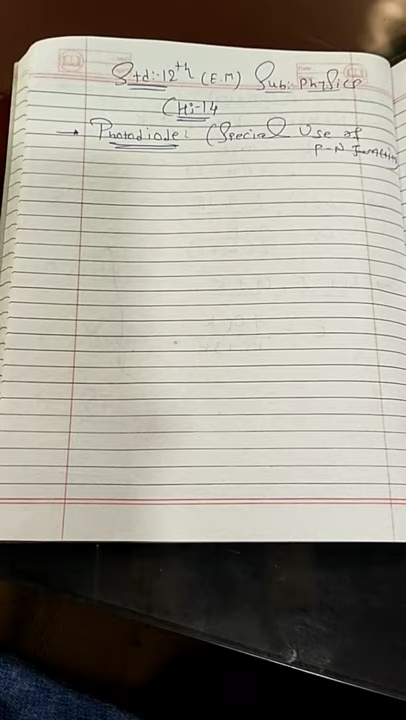 Std:-12th (E.M) Sub:- Physics
CH:-14
→ Photodiode: (Special Use of
P-N Junction)